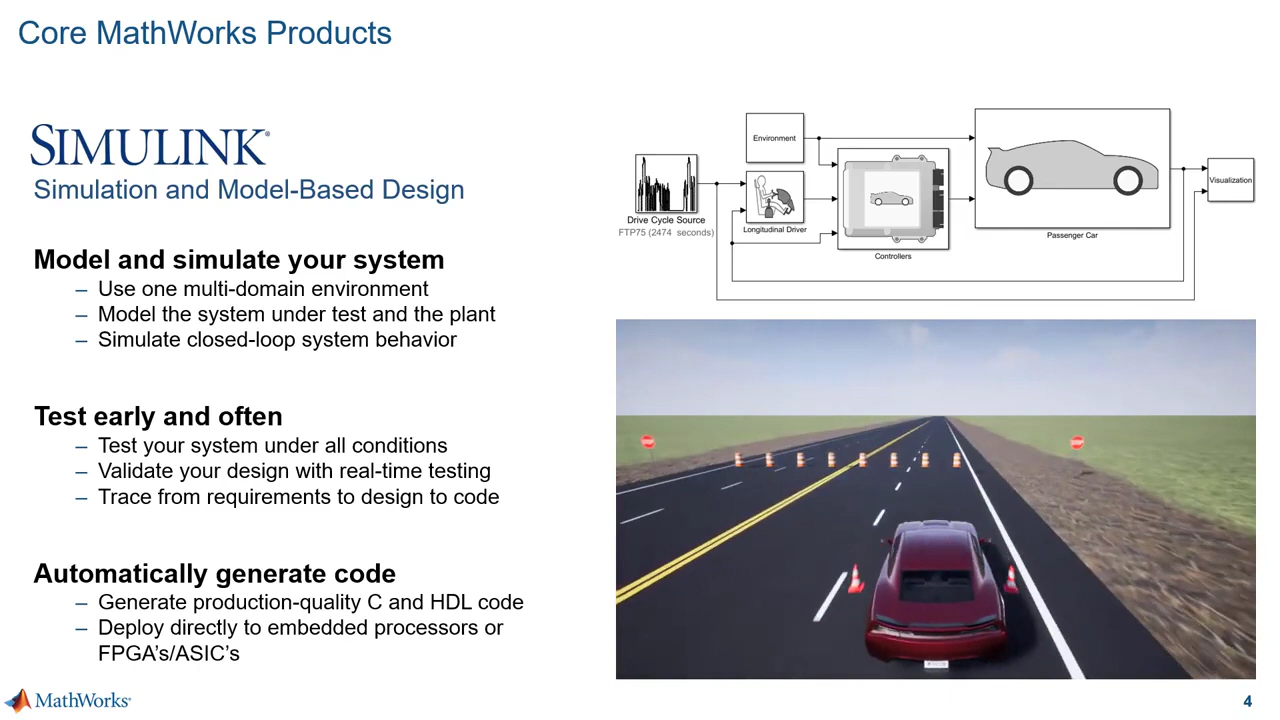 Core MathWorks Products
SIMULINK®
Simulation and Model-Based Design
Model and simulate your system
– Use one multi-domain environment
– Model the system under test and the plant
– Simulate closed-loop system behavior
Test early and often
– Test your system under all conditions
– Validate your design with real-time testing
– Trace from requirements to design to code
Automatically generate code
– Generate production-quality C and HDL code
– Deploy directly to embedded processors or
FPGA's/ASIC's
Environment
Drive Cycle Source
FTP75 (2474 seconds)
Longitudinal Driver
Controllers
Passenger Car
Visualization
MathWorks®
4